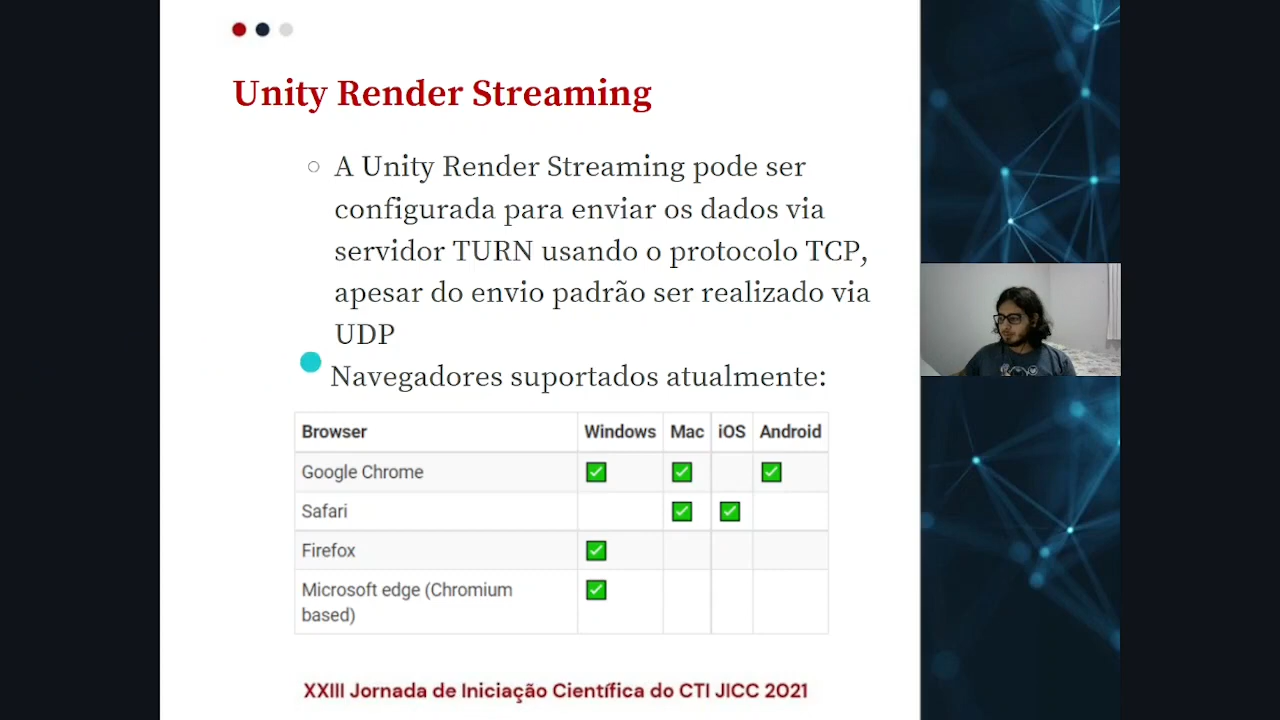 Unity Render Streaming
A Unity Render Streaming pode ser
configurada para enviar os dados via
servidor TURN usando o protocolo TCP,
apesar do envio padrão ser realizado via
UDP
Navegadores suportados atualmente:
Browser Windows Mac iOS Android
Google Chrome
Safari
Firefox
Microsoft edge (Chromium
based)
XXIII Jornada de Iniciação Científica do CTI JICC 2021